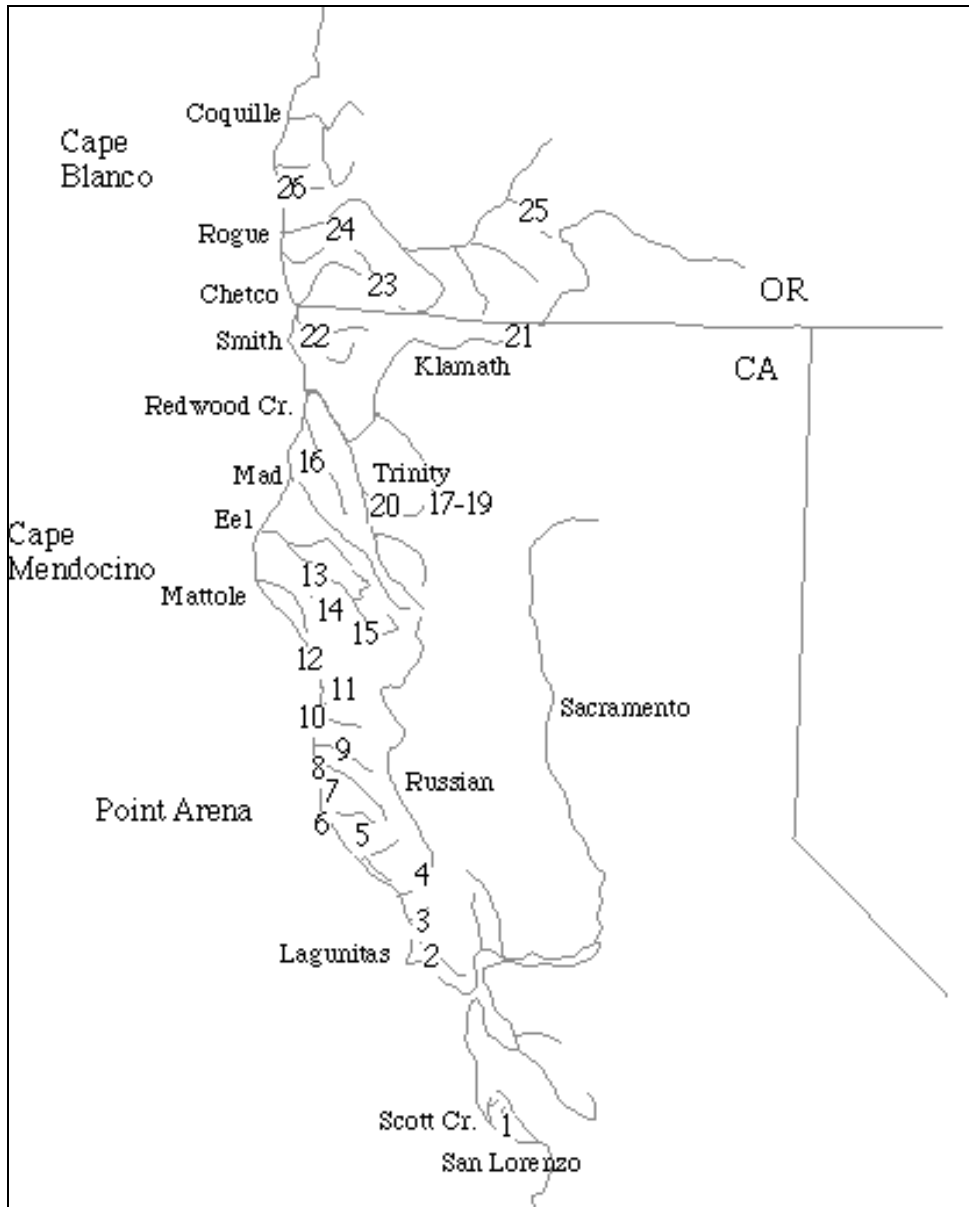 Coquille
Cape
Blanco
26
25
Rogue
24
Chetco
23
OR
Smith
22
21
Klamath
CA
Redwood Cr.
Mad
16
Trinity
20
17-19
Eel
Cape
Mendocino
13
Mattole
14
15
12
11
10
Sacramento
9
8
7
Russian
Point Arena
6
5
4
3
Lagunitas
2
Scott Cr.
1
San Lorenzo